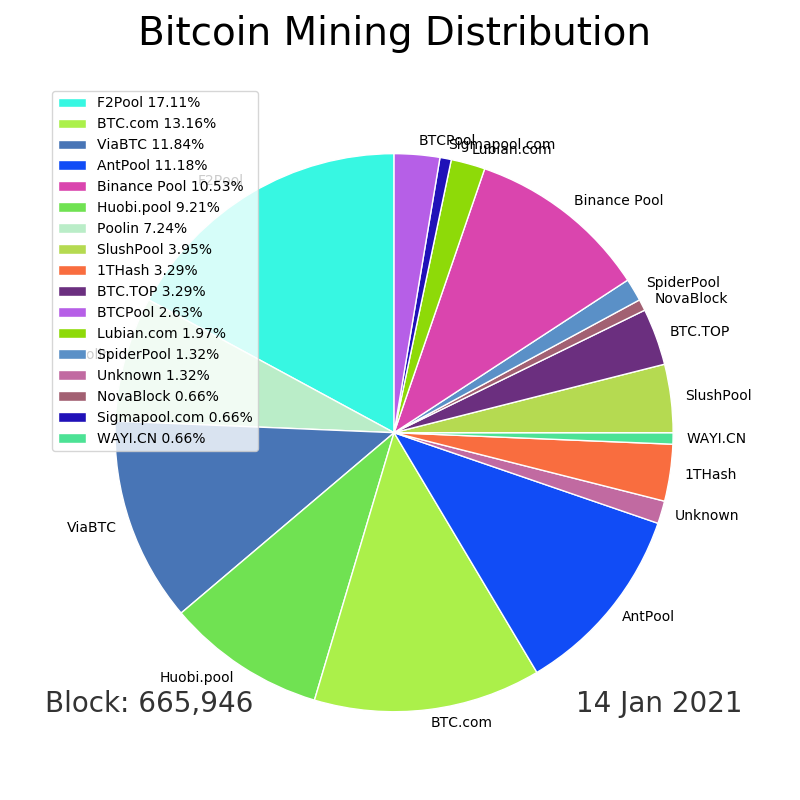 Bitcoin Mining Distribution
F2Pool 17.11%
BTC.com 13.16%
ViaBTC 11.84%
AntPool 11.18%
Binance Pool 10.53%
Huobi.pool 9.21%
Poolin 7.24%
SlushPool 3.95%
1THash 3.29%
BTC.TOP 3.29%
BTCPool 2.63%
Lubian.com 1.97%
SpiderPool 1.32%
Unknown 1.32%
NovaBlock 0.66%
Sigmapool.com 0.66%
WAYI.CN 0.66%
BTCPool
Sigmapool.com
Lubian.com
F2Pool
Binance Pool
SpiderPool
NovaBlock
BTC.TOP
SlushPool
WAYI.CN
1THash
Unknown
ViaBTC
AntPool
Huobi.pool
BTC.com
Block: 665,946
14 Jan 2021